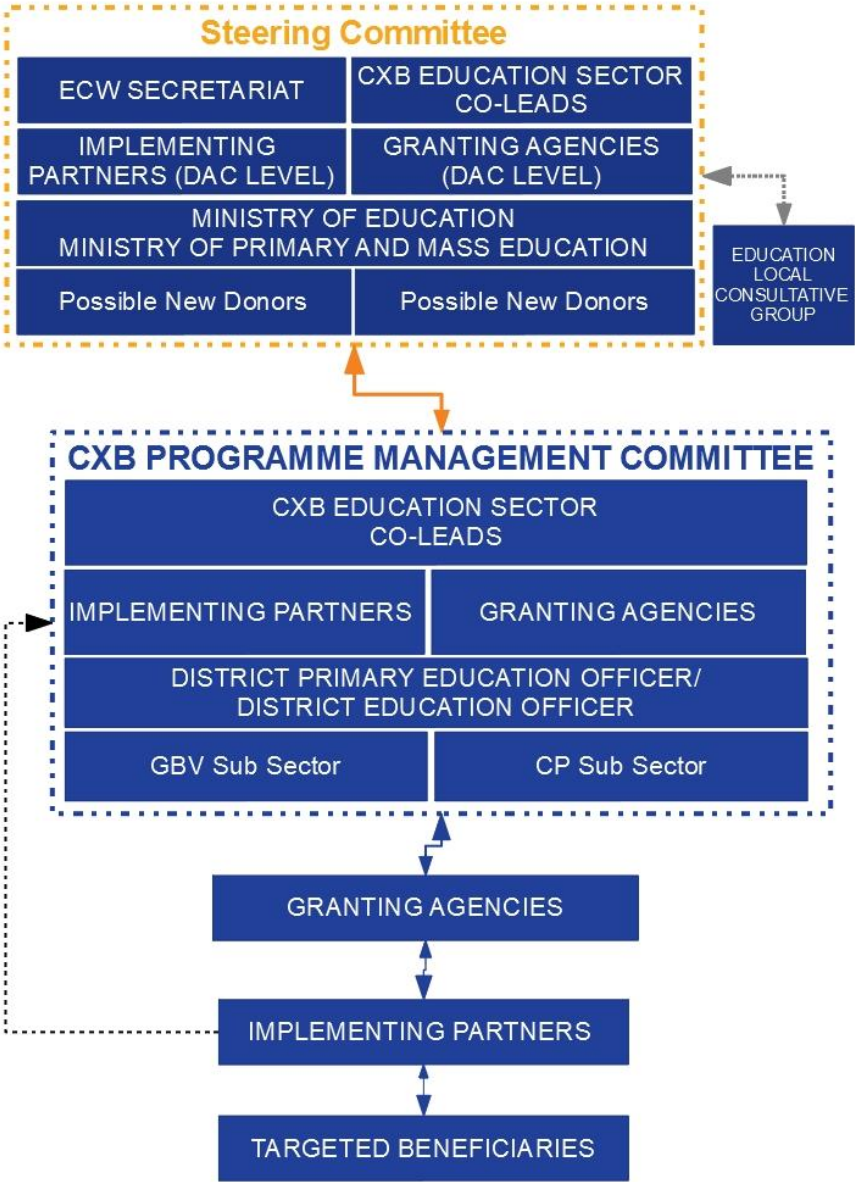 Steering Committee
ECW SECRETARIAT
CXB EDUCATION SECTOR
CO-LEADS
IMPLEMENTING
PARTNERS (DAC LEVEL)
GRANTING AGENCIES
(DAC LEVEL)
MINISTRY OF EDUCATION
MINISTRY OF PRIMARY AND MASS EDUCATION
Possible New Donors
Possible New Donors
EDUCATION
LOCAL
CONSULTATIVE
GROUP
CXB PROGRAMME MANAGEMENT COMMITTEE
CXB EDUCATION SECTOR
CO-LEADS
IMPLEMENTING PARTNERS
GRANTING AGENCIES
DISTRICT PRIMARY EDUCATION OFFICER/
DISTRICT EDUCATION OFFICER
GBV Sub Sector
CP Sub Sector
GRANTING AGENCIES
IMPLEMENTING PARTNERS
TARGETED BENEFICIARIES